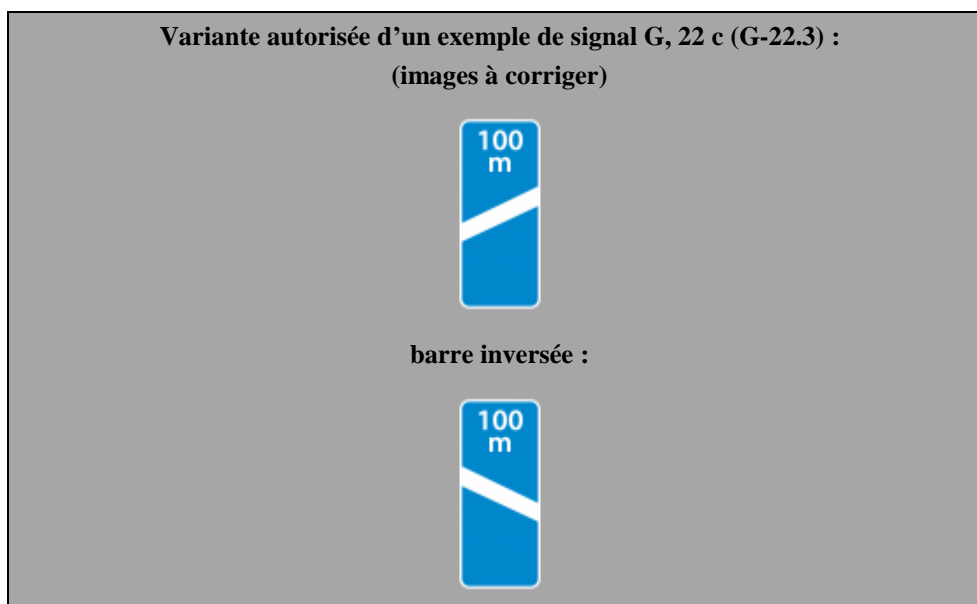 Variante autorisée d’un exemple de signal G, 22 c (G-22.3) :
(images à corriger)
100
m
barre inversée :
100
m